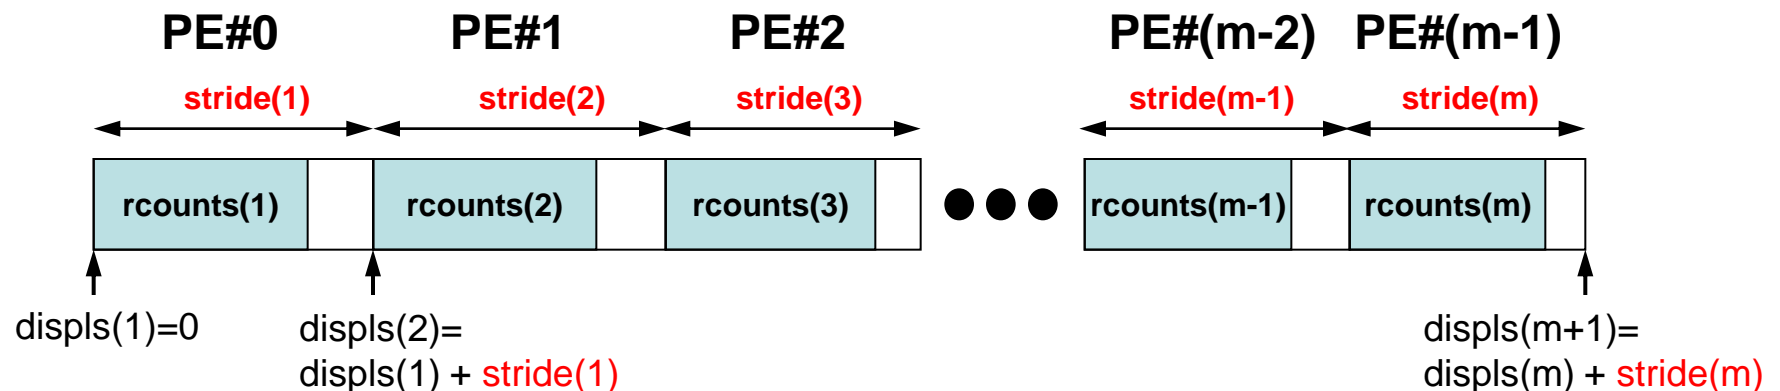 PE#0 PE#1 PE#2 PE#(m-2) PE#(m-1)
stride(1) stride(2) stride(3) stride(m-1) stride(m)
rcounts(1) rcounts(2) rcounts(3) rcounts(m-1) rcounts(m)
displs(1)=0 displs(2)= displs(m+1)=
displs(1) + stride(1) displs(m) + stride(m)